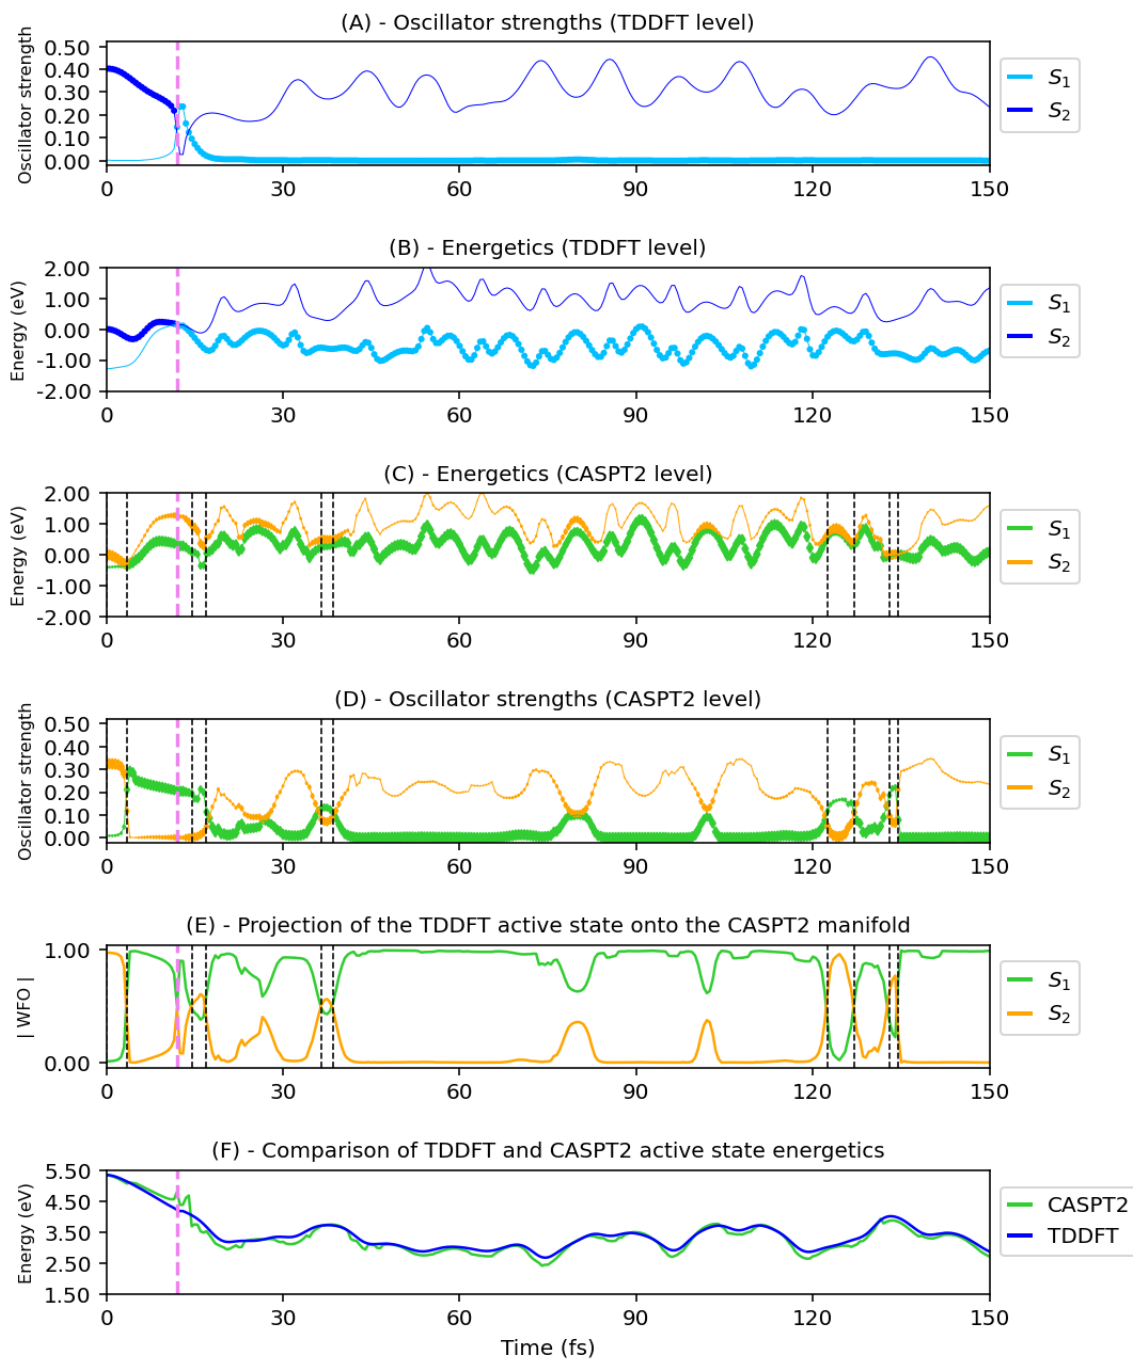 (A) - Oscillator strengths (TDDFT level)
Oscillator strength
0.50
0.40
0.30
0.20
0.10
0.00
0 30 60 90 120 150
S1
S2
(B) - Energetics (TDDFT level)
Energy (eV)
2.00
1.00
0.00
-1.00
-2.00
0 30 60 90 120 150
S1
S2
(C) - Energetics (CASPT2 level)
Energy (eV)
2.00
1.00
0.00
-1.00
-2.00
0 30 60 90 120 150
S1
S2
(D) - Oscillator strengths (CASPT2 level)
Oscillator strength
0.50
0.40
0.30
0.20
0.10
0.00
0 30 60 90 120 150
S1
S2
(E) - Projection of the TDDFT active state onto the CASPT2 manifold
| WFO |
1.00
0.00
0 30 60 90 120 150
S1
S2
(F) - Comparison of TDDFT and CASPT2 active state energetics
Energy (eV)
5.50
4.50
3.50
2.50
1.50
0 30 60 90 120 150
CASPT2
TDDFT
Time (fs)